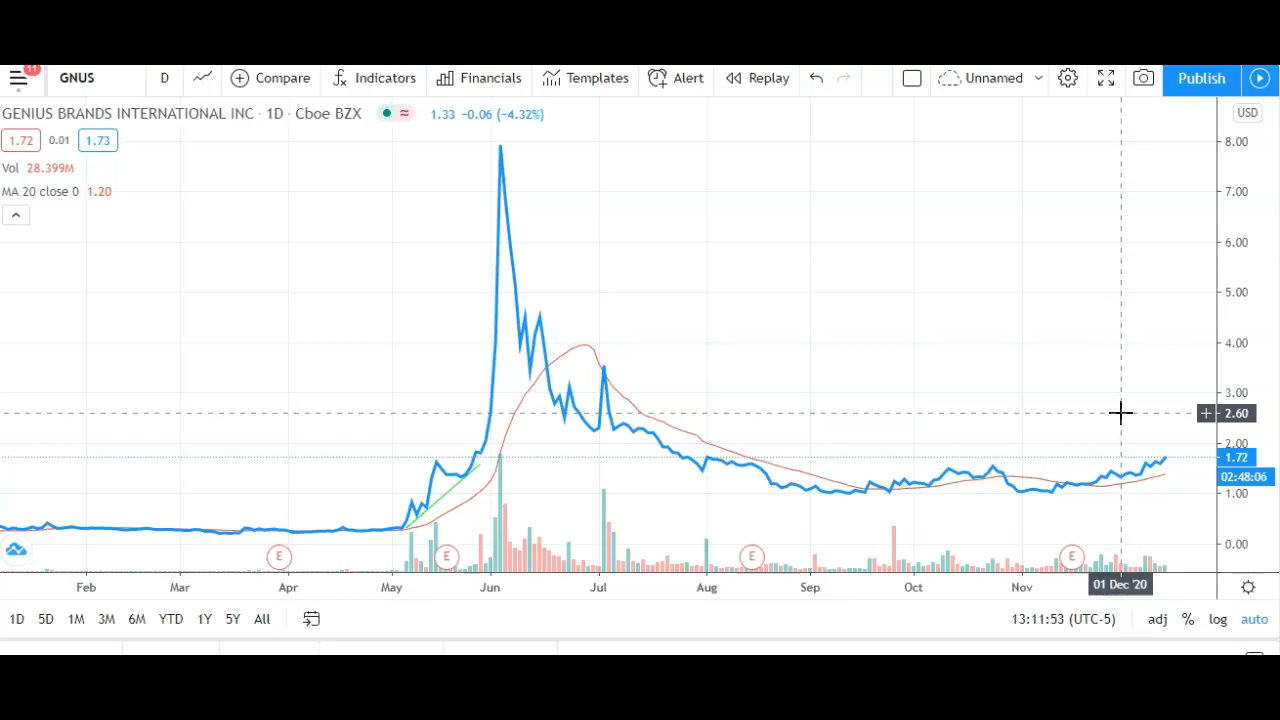 11
GNUS D Compare Indicators Financials Templates Alert Replay Unnamed Publish
GENIUS BRANDS INTERNATIONAL INC · 1D · Cboe BZX 1.33 −0.06 (−4.32%) USD
1.72 0.01 1.73
Vol 28.399M
MA 20 close 0 1.20
8.00
7.00
6.00
5.00
4.00
3.00
2.60
2.00
1.72
02:48:06
1.00
0.00
E E E E
Feb Mar Apr May Jun Jul Aug Sep Oct Nov 01 Dec '20
1D 5D 1M 3M 6M YTD 1Y 5Y All 13:11:53 (UTC-5) adj % log auto